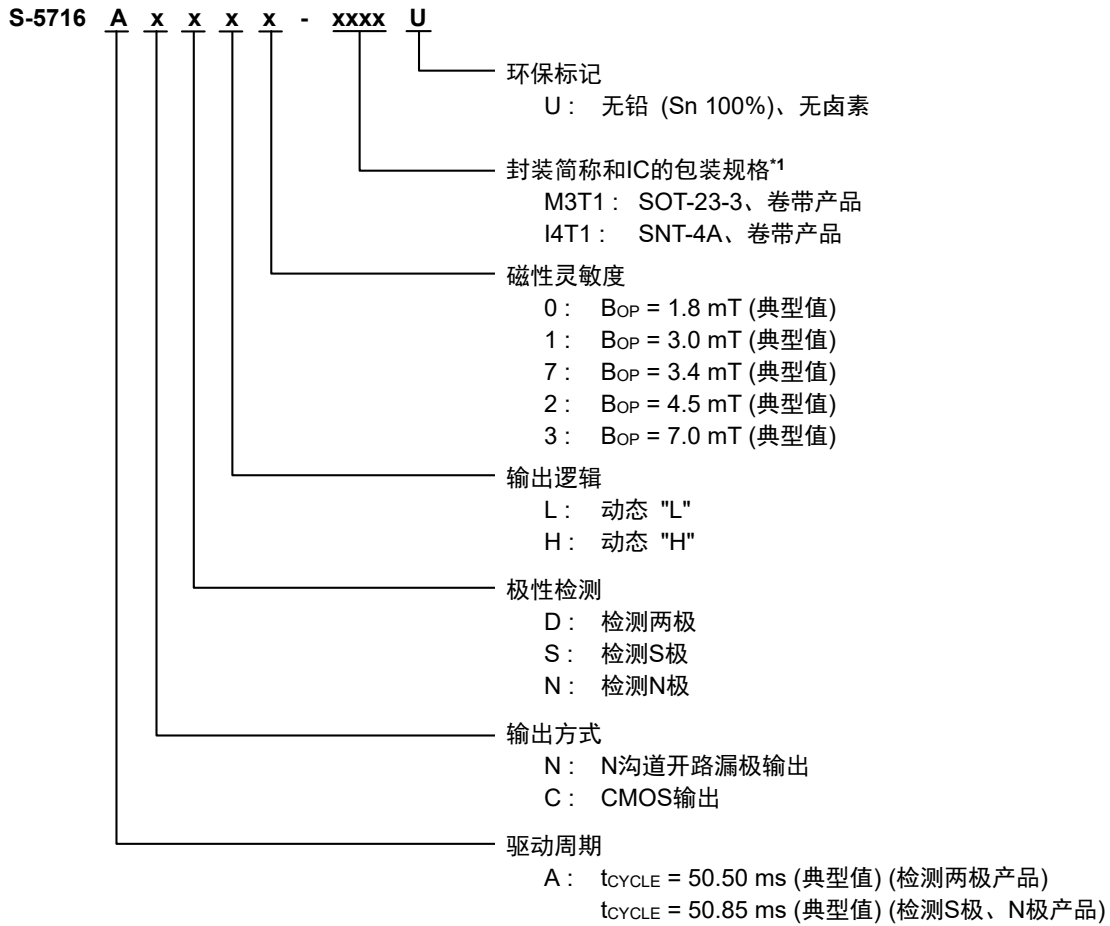 S-5716 A x x x x - xxxx U
环保标记
U : 无铅 (Sn 100%)、无卤素
封装简称和IC的包装规格*1
M3T1 : SOT-23-3、卷带产品
I4T1 : SNT-4A、卷带产品
磁性灵敏度
0 : BOP = 1.8 mT (典型值)
1 : BOP = 3.0 mT (典型值)
7 : BOP = 3.4 mT (典型值)
2 : BOP = 4.5 mT (典型值)
3 : BOP = 7.0 mT (典型值)
输出逻辑
L : 动态 "L"
H : 动态 "H"
极性检测
D : 检测两极
S : 检测S极
N : 检测N极
输出方式
N : N沟道开路漏极输出
C : CMOS输出
驱动周期
A : tCYCLE = 50.50 ms (典型值) (检测两极产品)
tCYCLE = 50.85 ms (典型值) (检测S极、N极产品)